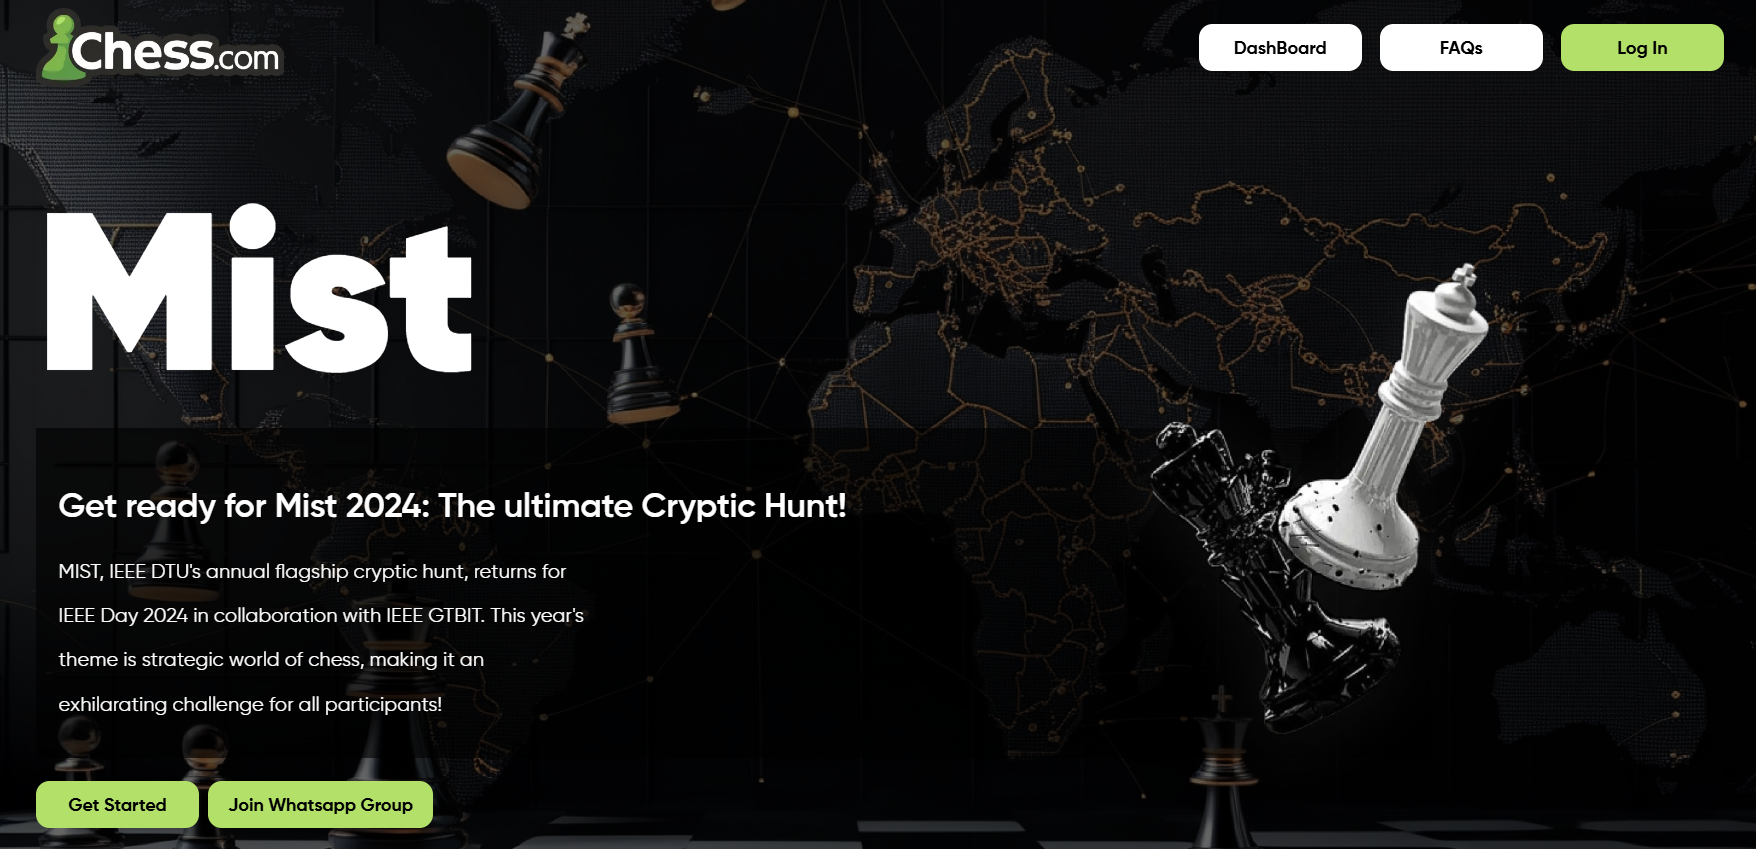 Chess.com
DashBoard
FAQs
Log In
Mist
Get ready for Mist 2024: The ultimate Cryptic Hunt!
MIST, IEEE DTU's annual flagship cryptic hunt, returns for
IEEE Day 2024 in collaboration with IEEE GTBIT. This year's
theme is strategic world of chess, making it an
exhilarating challenge for all participants!
Get Started
Join Whatsapp Group